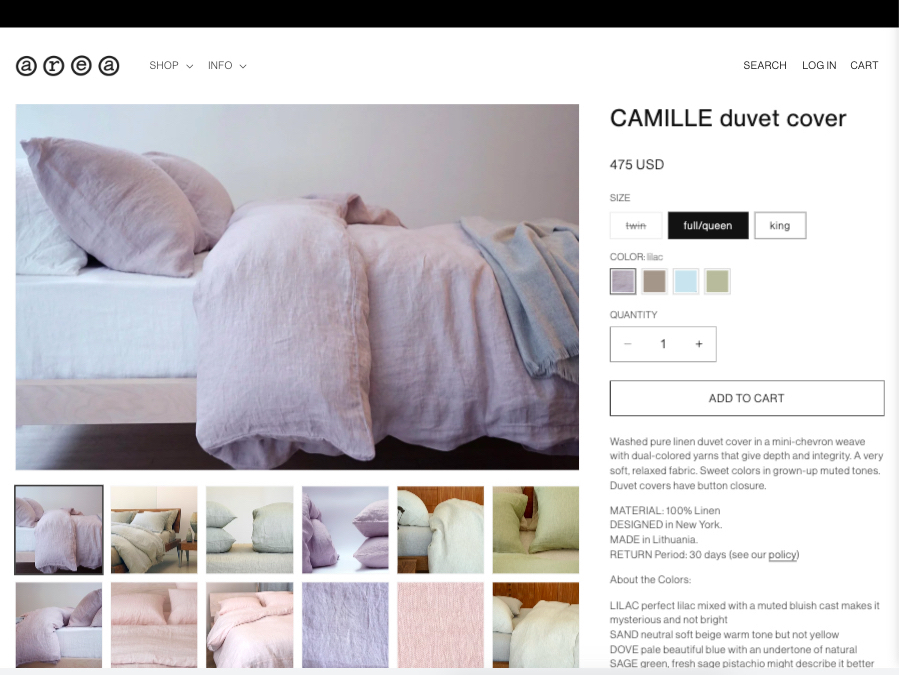 area
SHOP INFO
SEARCH LOG IN CART
CAMILLE duvet cover
475 USD
SIZE
twin full/queen king
COLOR: lilac
QUANTITY
− 1 +
ADD TO CART
Washed pure linen duvet cover in a mini-chevron weave
with dual-colored yarns that give depth and integrity. A very
soft, relaxed fabric. Sweet colors in grown-up muted tones.
Duvet covers have button closure.
MATERIAL: 100% Linen
DESIGNED in New York.
MADE in Lithuania.
RETURN Period: 30 days (see our policy)
About the Colors:
LILAC perfect lilac mixed with a muted bluish cast makes it
mysterious and not bright
SAND neutral soft beige warm tone but not yellow
DOVE pale beautiful blue with an undertone of natural
SAGE green, fresh sage pistachio might describe it better